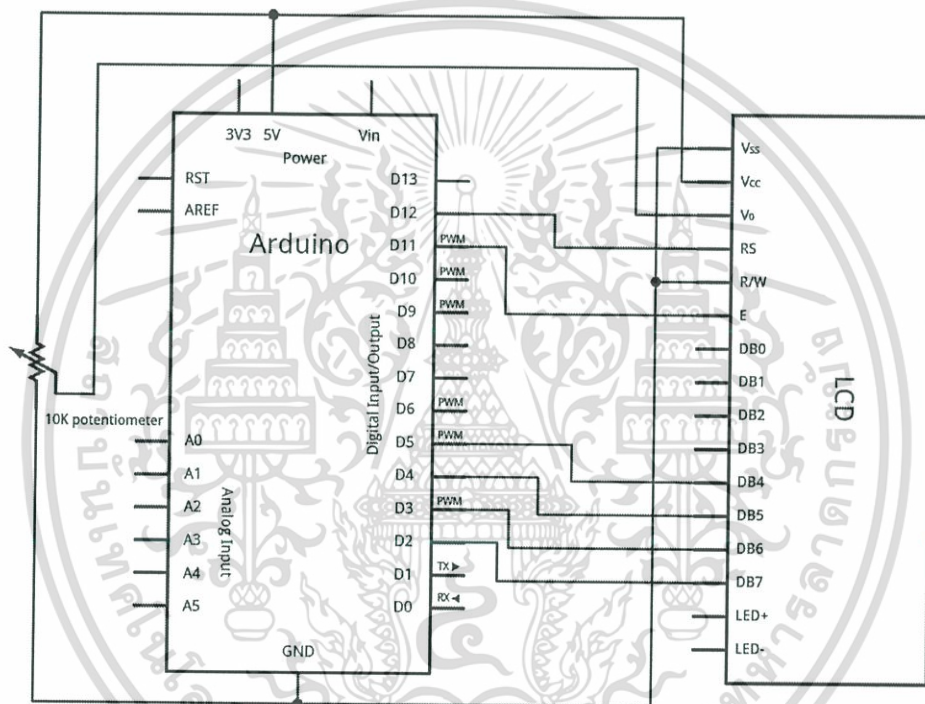 3V3 5V Vin
Power
RST
AREF
Arduino
D13
D12
D11 PWM
D10 PWM
D9 PWM
D8
D7
D6 PWM
D5 PWM
D4
D3 PWM
D2
D1 TX ▶
D0 RX ◀
Digital Input/Output
10K potentiometer
A0
A1
A2
A3
A4
A5
Analog Input
GND
Vss
Vcc
V0
RS
R/W
E
DB0
DB1
DB2
DB3
DB4
DB5
DB6
DB7
LED+
LED-
LCD